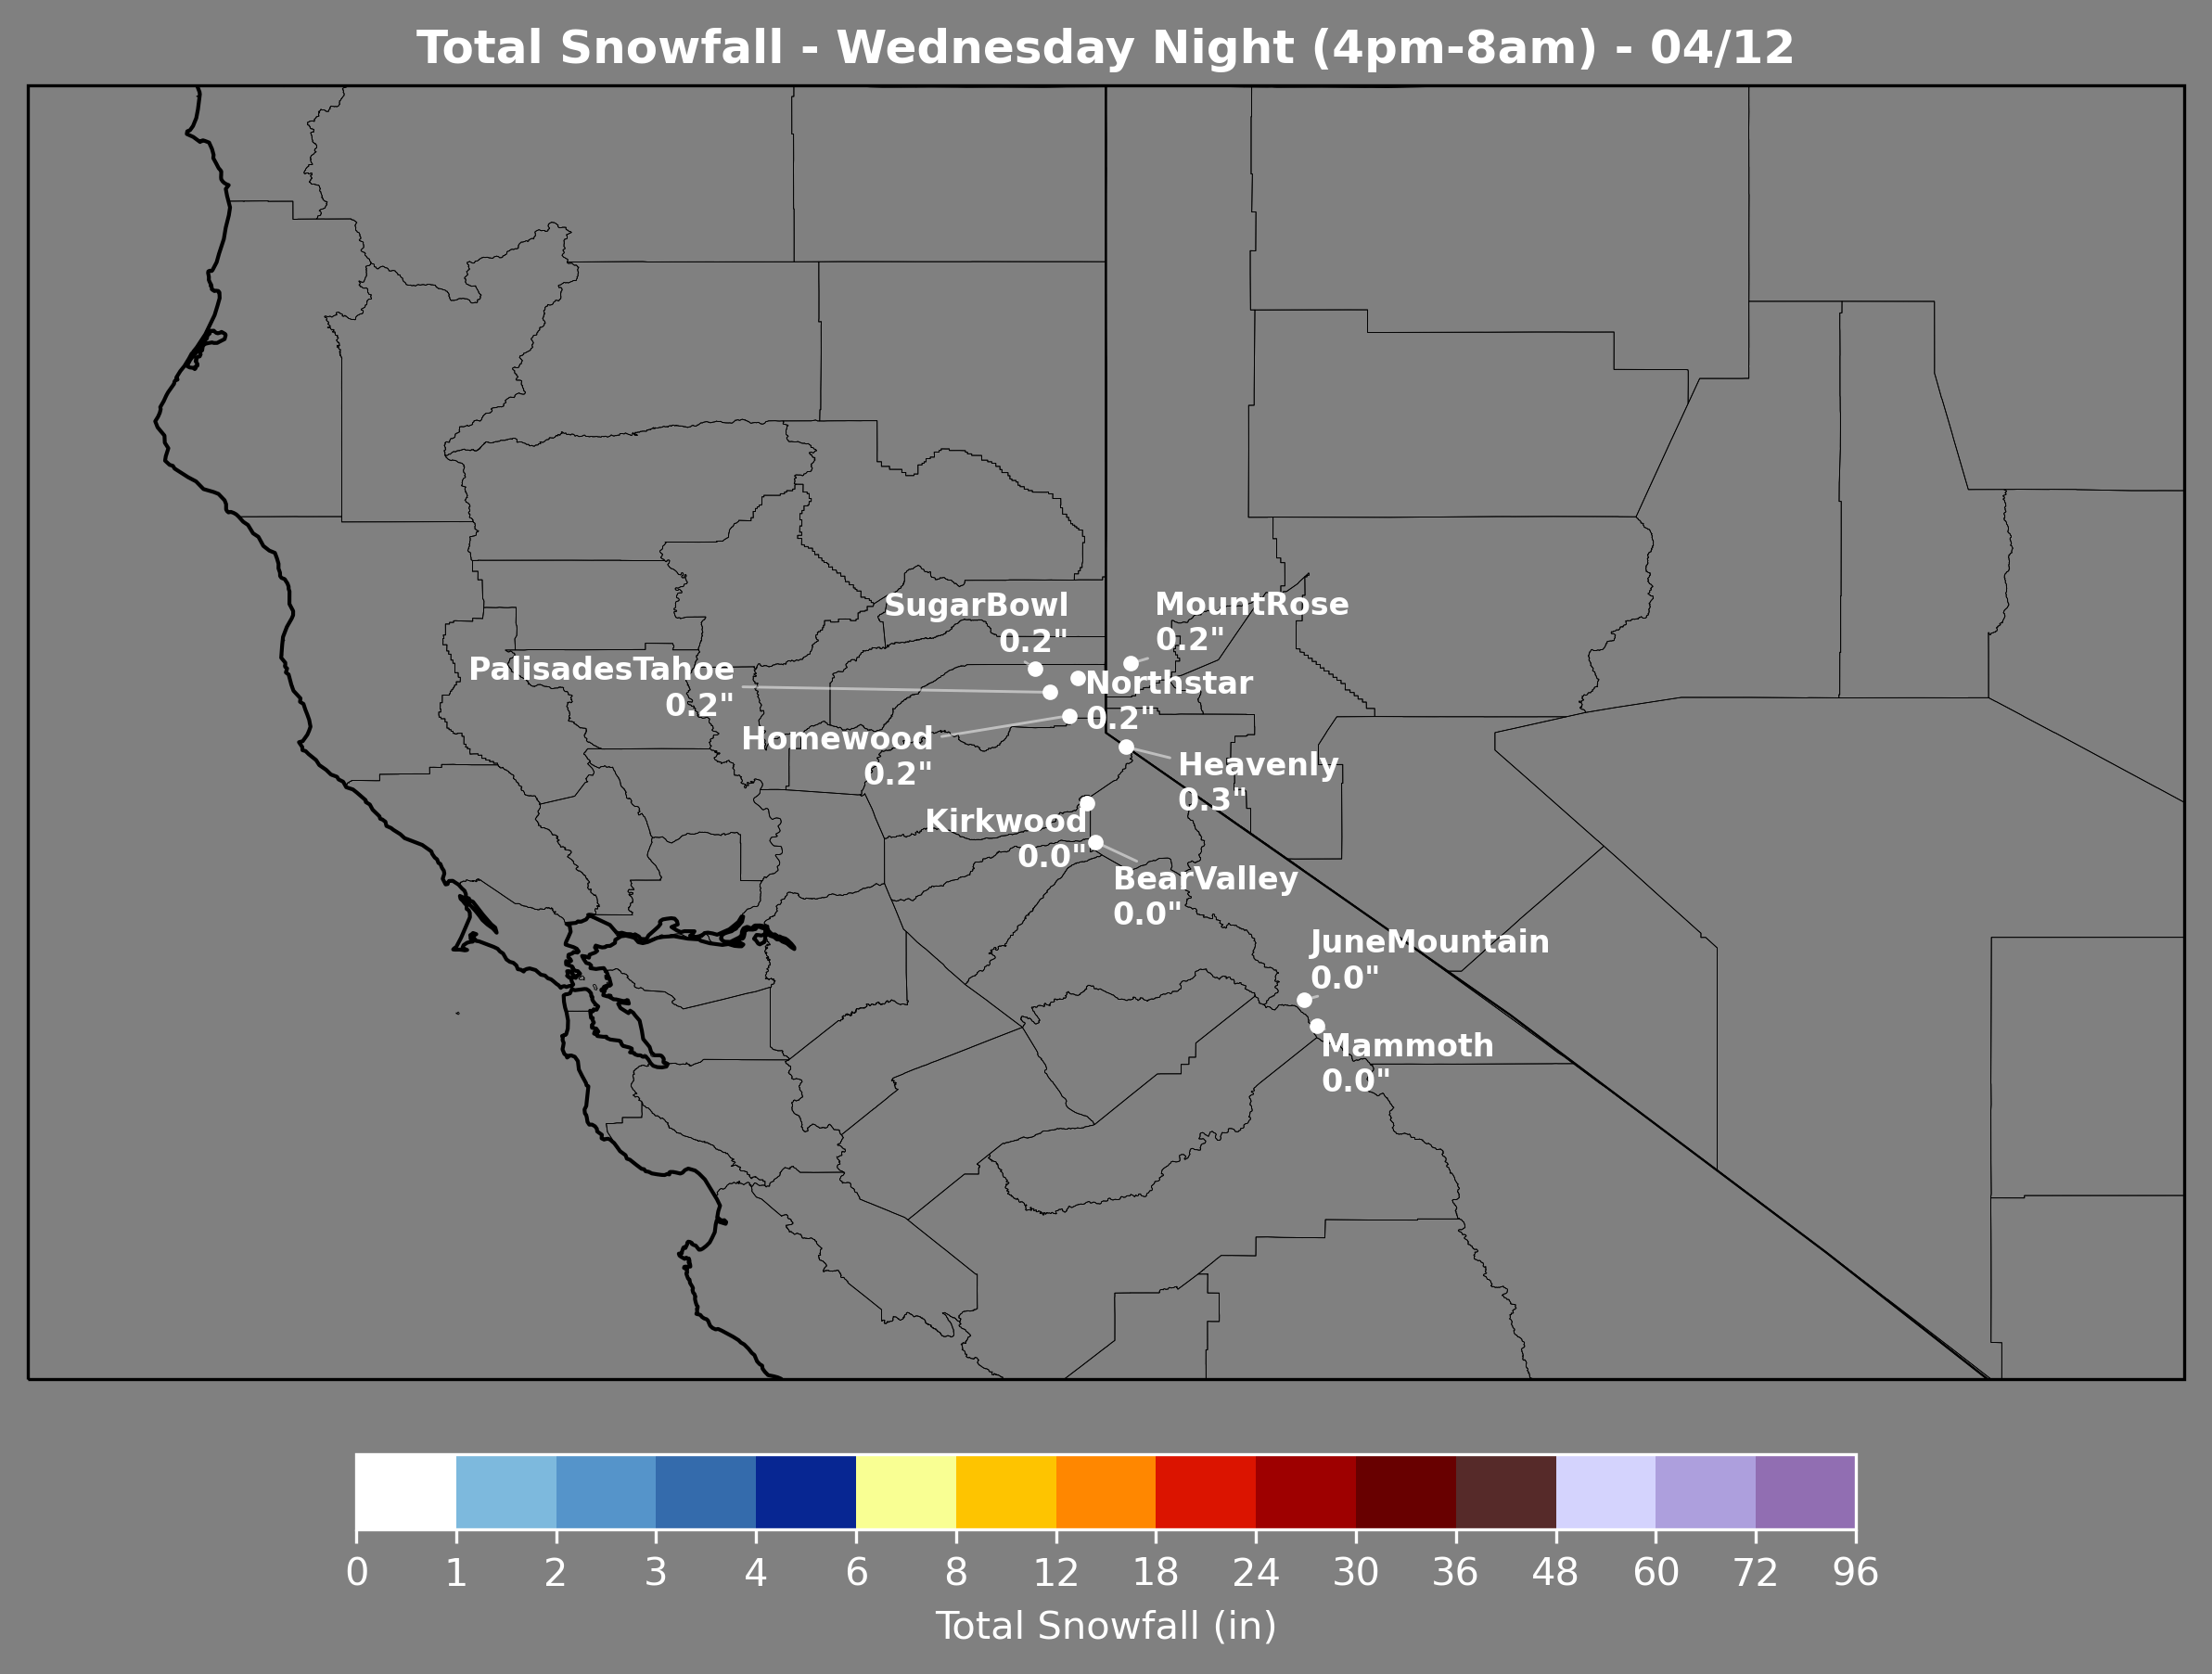 Total Snowfall - Wednesday Night (4pm-8am) - 04/12
SugarBowl
0.2"
MountRose
0.2"
PalisadesTahoe
0.2"
Northstar
0.2"
Homewood
0.2"
Heavenly
0.3"
Kirkwood
0.0"
BearValley
0.0"
JuneMountain
0.0"
Mammoth
0.0"
0 1 2 3 4 6 8 12 18 24 30 36 48 60 72 96
Total Snowfall (in)